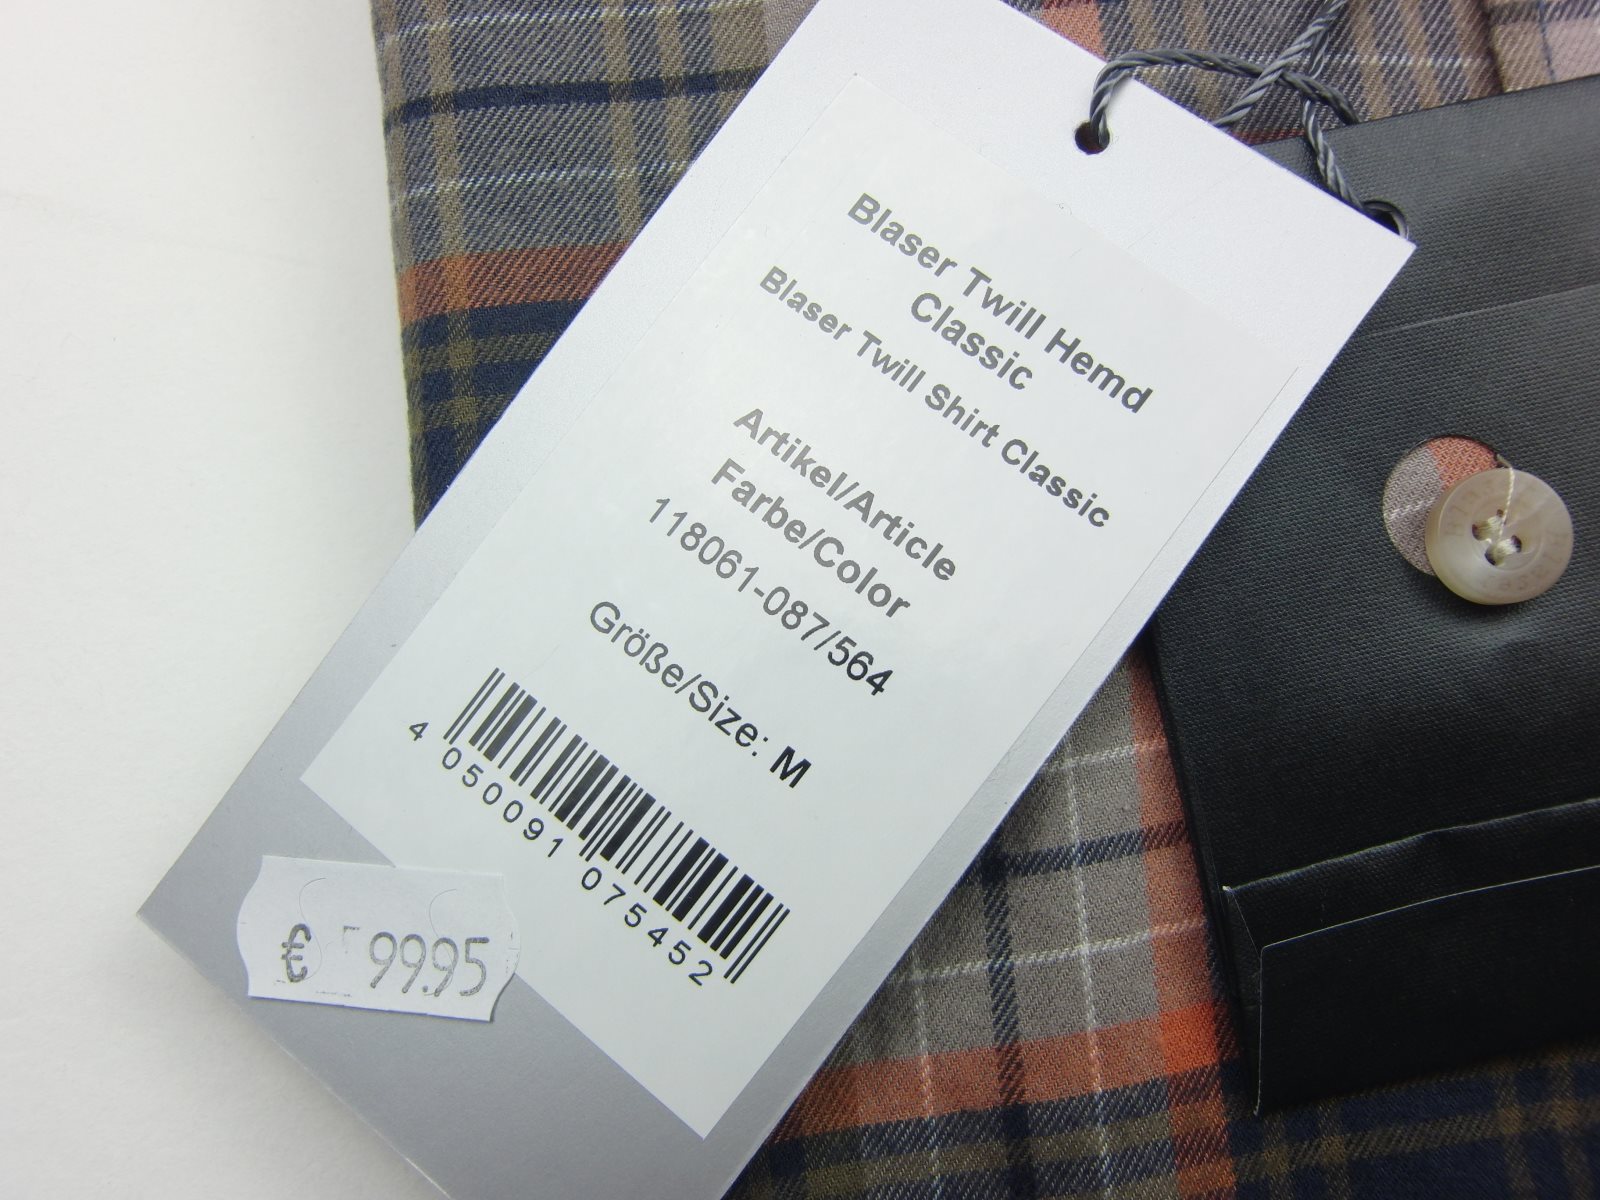 Blaser Twill Hemd
Classic
Blaser Twill Shirt Classic
Artikel/Article
Farbe/Color
118061-087/564
Größe/Size: M
4 050091 075452
€ 99.95